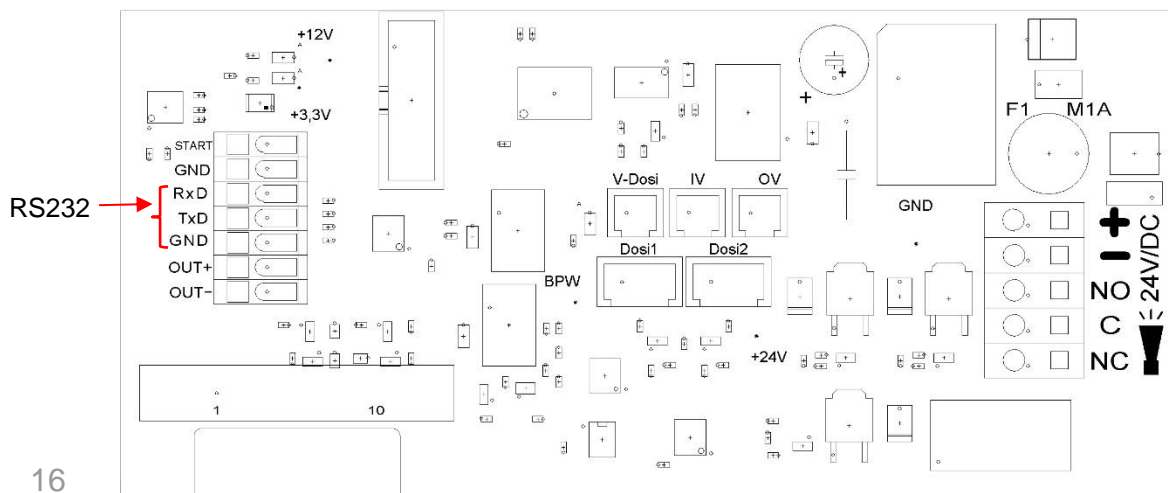 +12V
+3,3V
START
GND
RxD
TxD
GND
OUT+
OUT-
RS232
V-Dosi IV OV
Dosi1 Dosi2
BPW
+24V
GND
F1 M1A
+
-
24V/DC
NO
C
NC
1 10
16